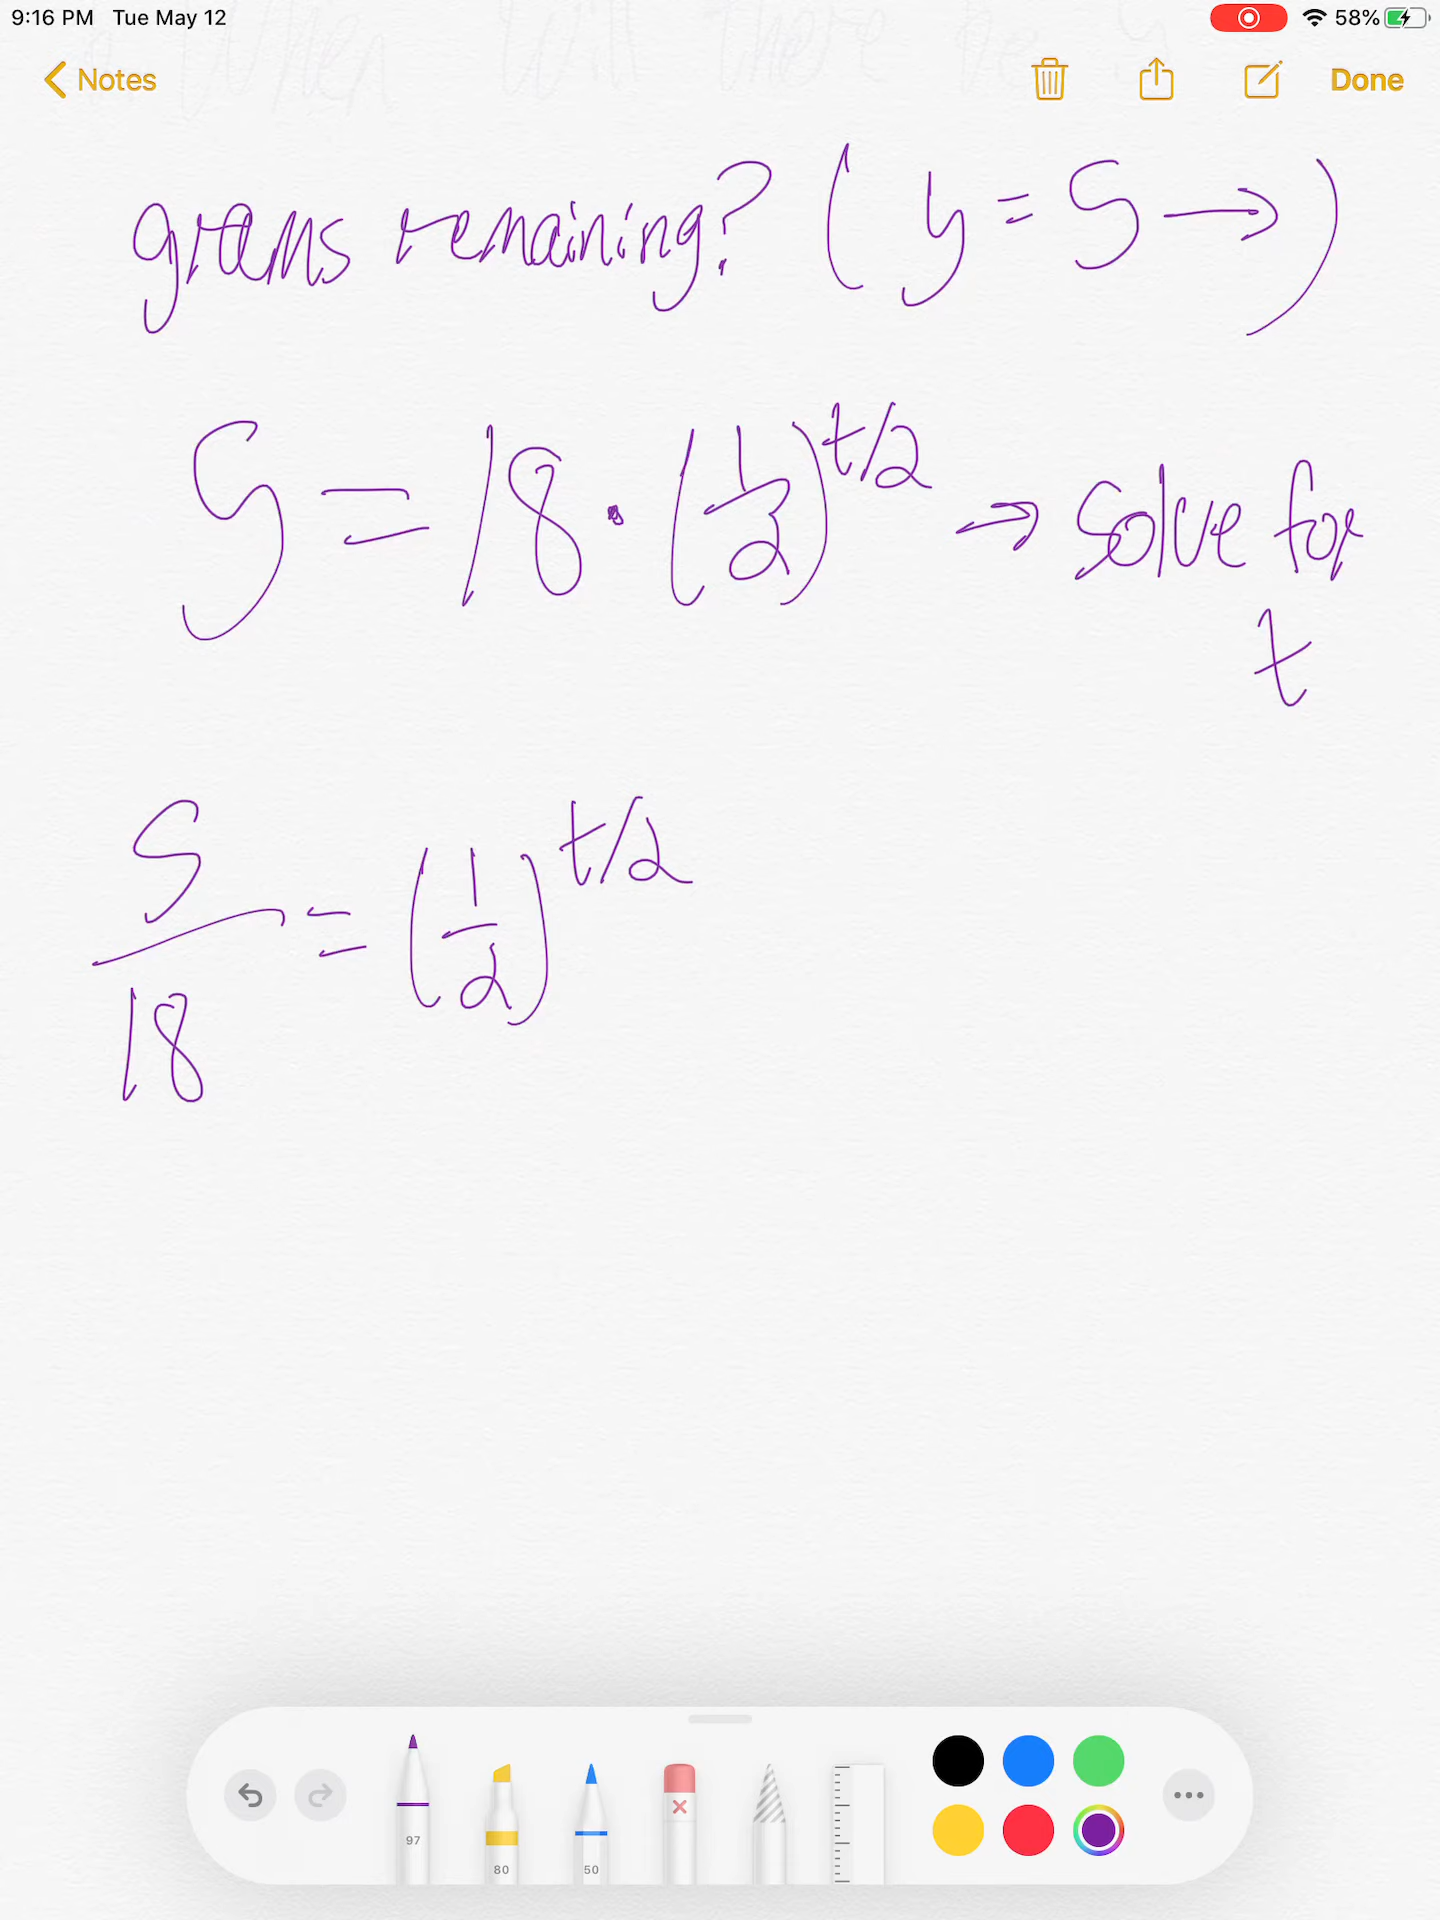 9:16 PM Tue May 12 58%
Notes Done
grams remaining? ( y = 5 → )
5 = 18 · (1/2)^t/2 → solve for
t
5/18 = (1/2)^t/2
97 80 50